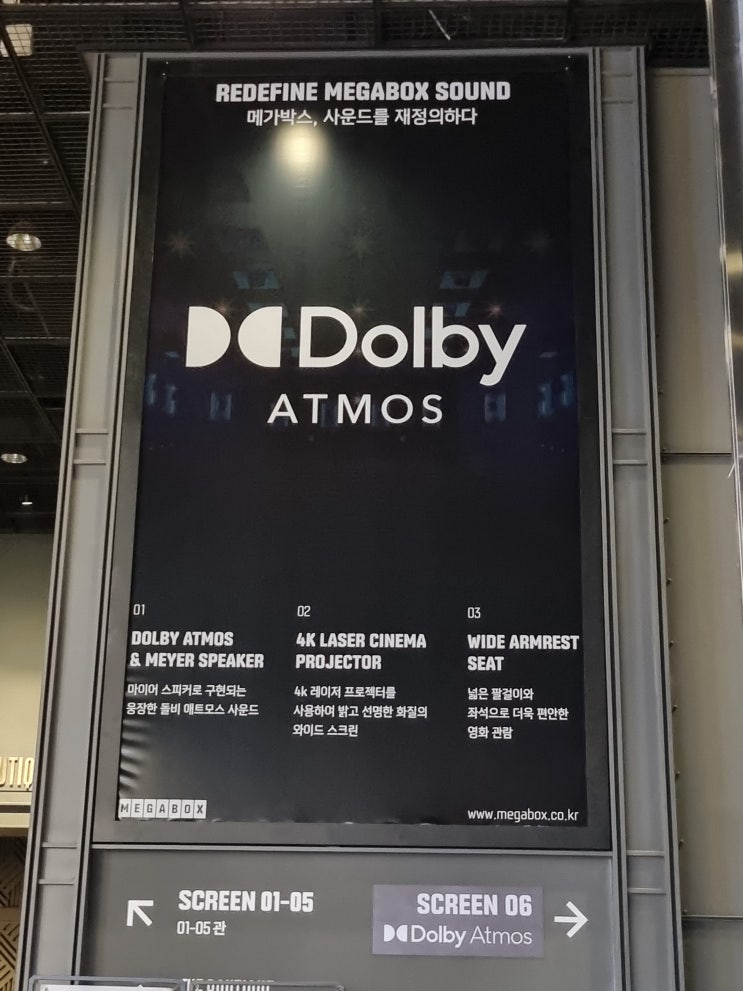 REDEFINE MEGABOX SOUND
메가박스, 사운드를 재정의하다
Dolby
ATMOS
01
DOLBY ATMOS
& MEYER SPEAKER
마이어 스피커로 구현되는
웅장한 돌비 애트모스 사운드
02
4K LASER CINEMA
PROJECTOR
4k 레이저 프로젝터를
사용하여 밝고 선명한 화질의
와이드 스크린
03
WIDE ARMREST
SEAT
넓은 팔걸이와
좌석으로 더욱 편안한
영화 관람
MEGABOX
www.megabox.co.kr
SCREEN 01-05
01-05 관
SCREEN 06
Dolby Atmos